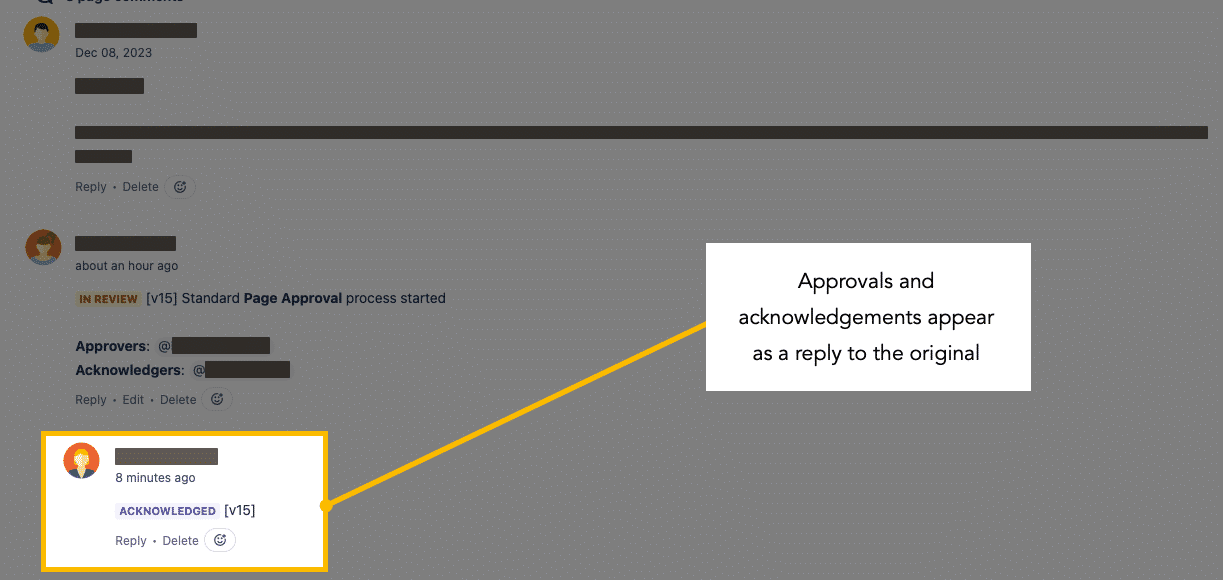 Dec 08, 2023
Reply • Delete
about an hour ago
IN REVIEW [v15] Standard Page Approval process started
Approvers: @
Acknowledgers: @
Reply • Edit • Delete
8 minutes ago
ACKNOWLEDGED [v15]
Reply • Delete
Approvals and
acknowledgements appear
as a reply to the original